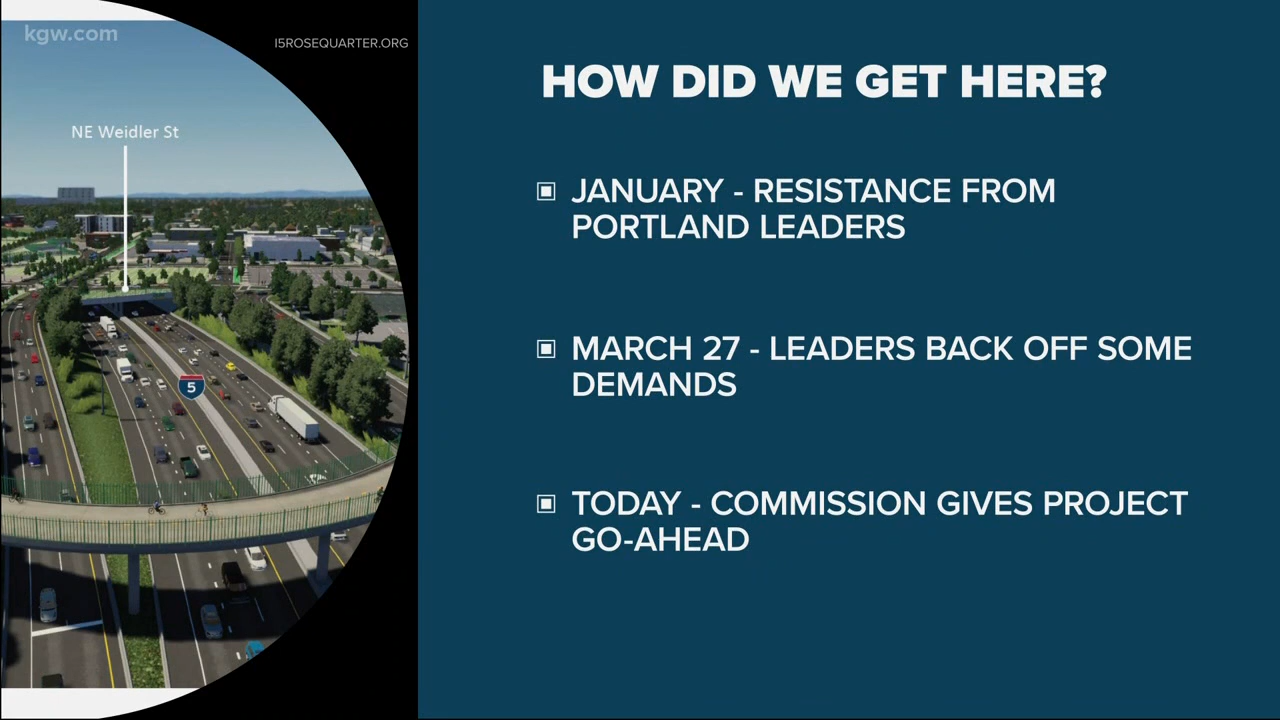 kgw.com
I5ROSEQUARTER.ORG
NE Weidler St
5
HOW DID WE GET HERE?
JANUARY - RESISTANCE FROM
PORTLAND LEADERS
MARCH 27 - LEADERS BACK OFF SOME
DEMANDS
TODAY - COMMISSION GIVES PROJECT
GO-AHEAD